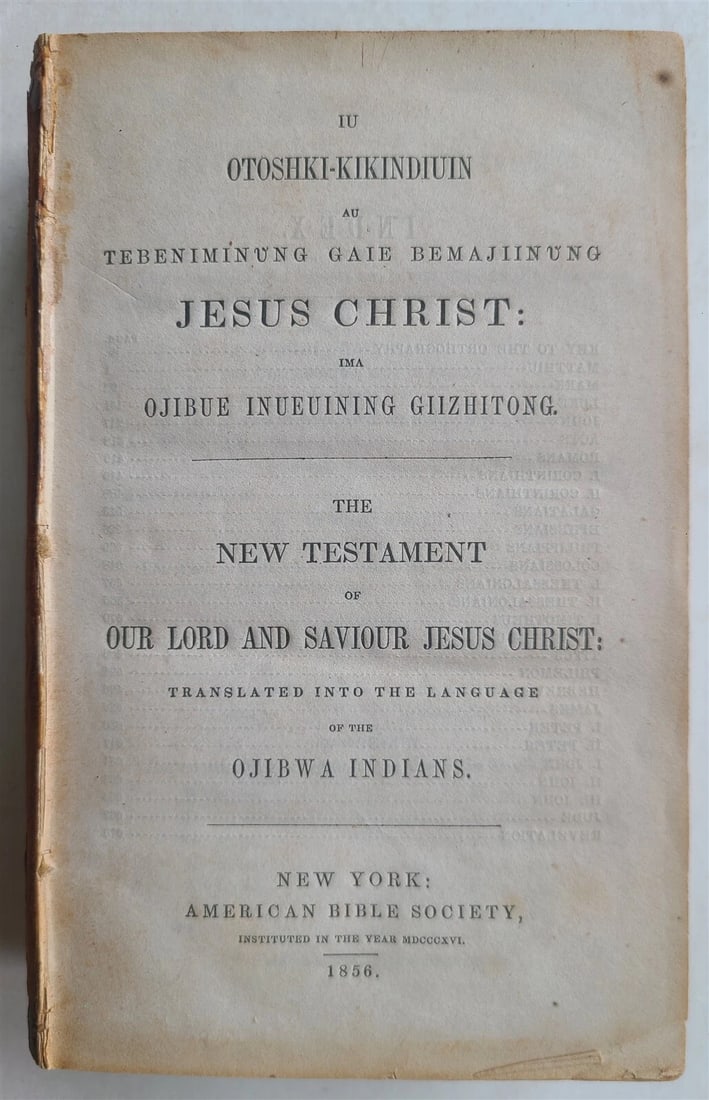 IU
OTOSHKI-KIKINDIUIN
AU
TEBENIMINUNG GAIE BEMAJIINUNG
JESUS CHRIST:
IMA
OJIBUE INUEUINING GIIZHITONG.
THE
NEW TESTAMENT
OF
OUR LORD AND SAVIOUR JESUS CHRIST:
TRANSLATED INTO THE LANGUAGE
OF THE
OJIBWA INDIANS.
NEW YORK:
AMERICAN BIBLE SOCIETY,
INSTITUTED IN THE YEAR MDCCCXVI.
1856.